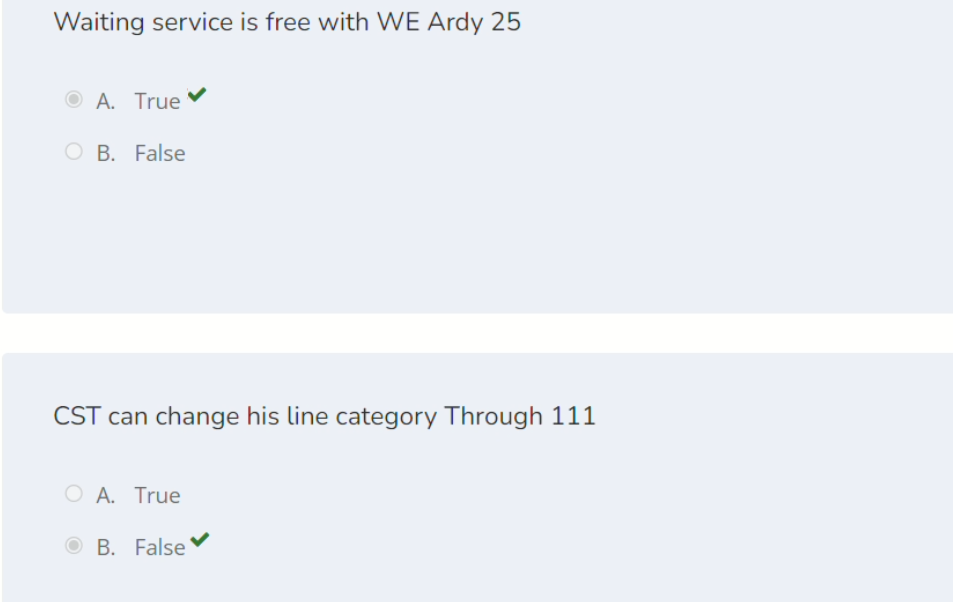 Waiting service is free with WE Ardy 25
A. True
B. False
CST can change his line category Through 111
A. True
B. False